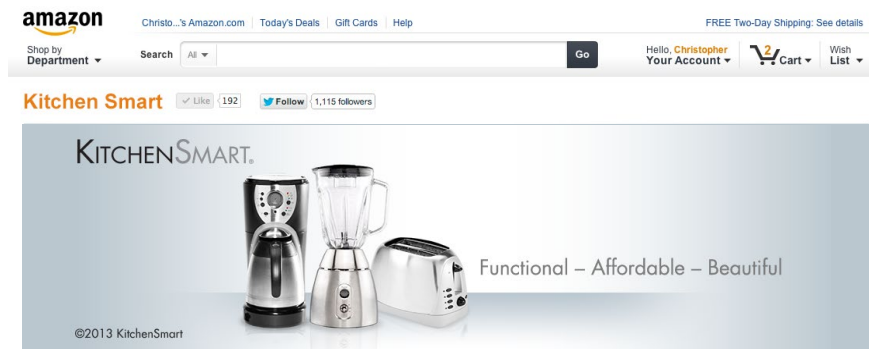 amazon
Christo...'s Amazon.com Today's Deals Gift Cards Help
FREE Two-Day Shipping: See details
Shop by
Department
Search All Go
Hello, Christopher
Your Account
2 Cart
Wish
List
Kitchen Smart Like 192 Follow 1,115 followers
KITCHENSMART®
Functional – Affordable – Beautiful
©2013 KitchenSmart